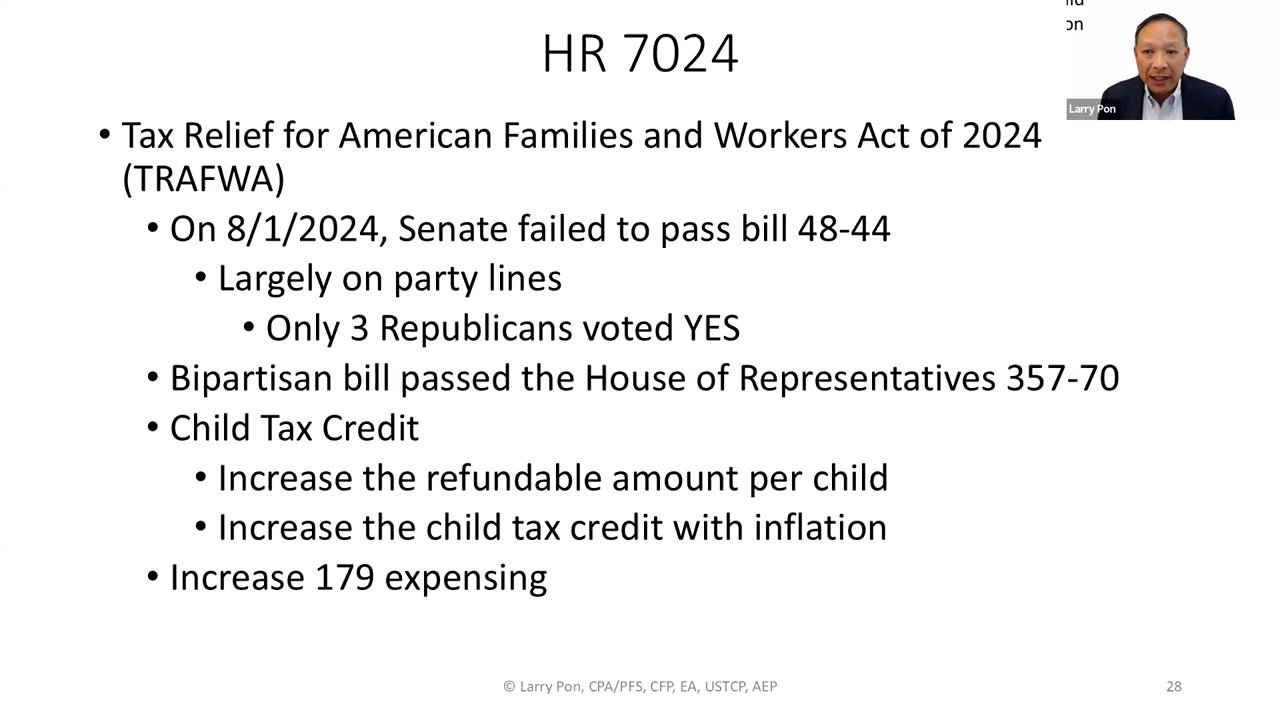 HR 7024
on
Larry Pon
• Tax Relief for American Families and Workers Act of 2024
(TRAFWA)
• On 8/1/2024, Senate failed to pass bill 48-44
• Largely on party lines
• Only 3 Republicans voted YES
• Bipartisan bill passed the House of Representatives 357-70
• Child Tax Credit
• Increase the refundable amount per child
• Increase the child tax credit with inflation
• Increase 179 expensing
© Larry Pon, CPA/PFS, CFP, EA, USTCP, AEP
28